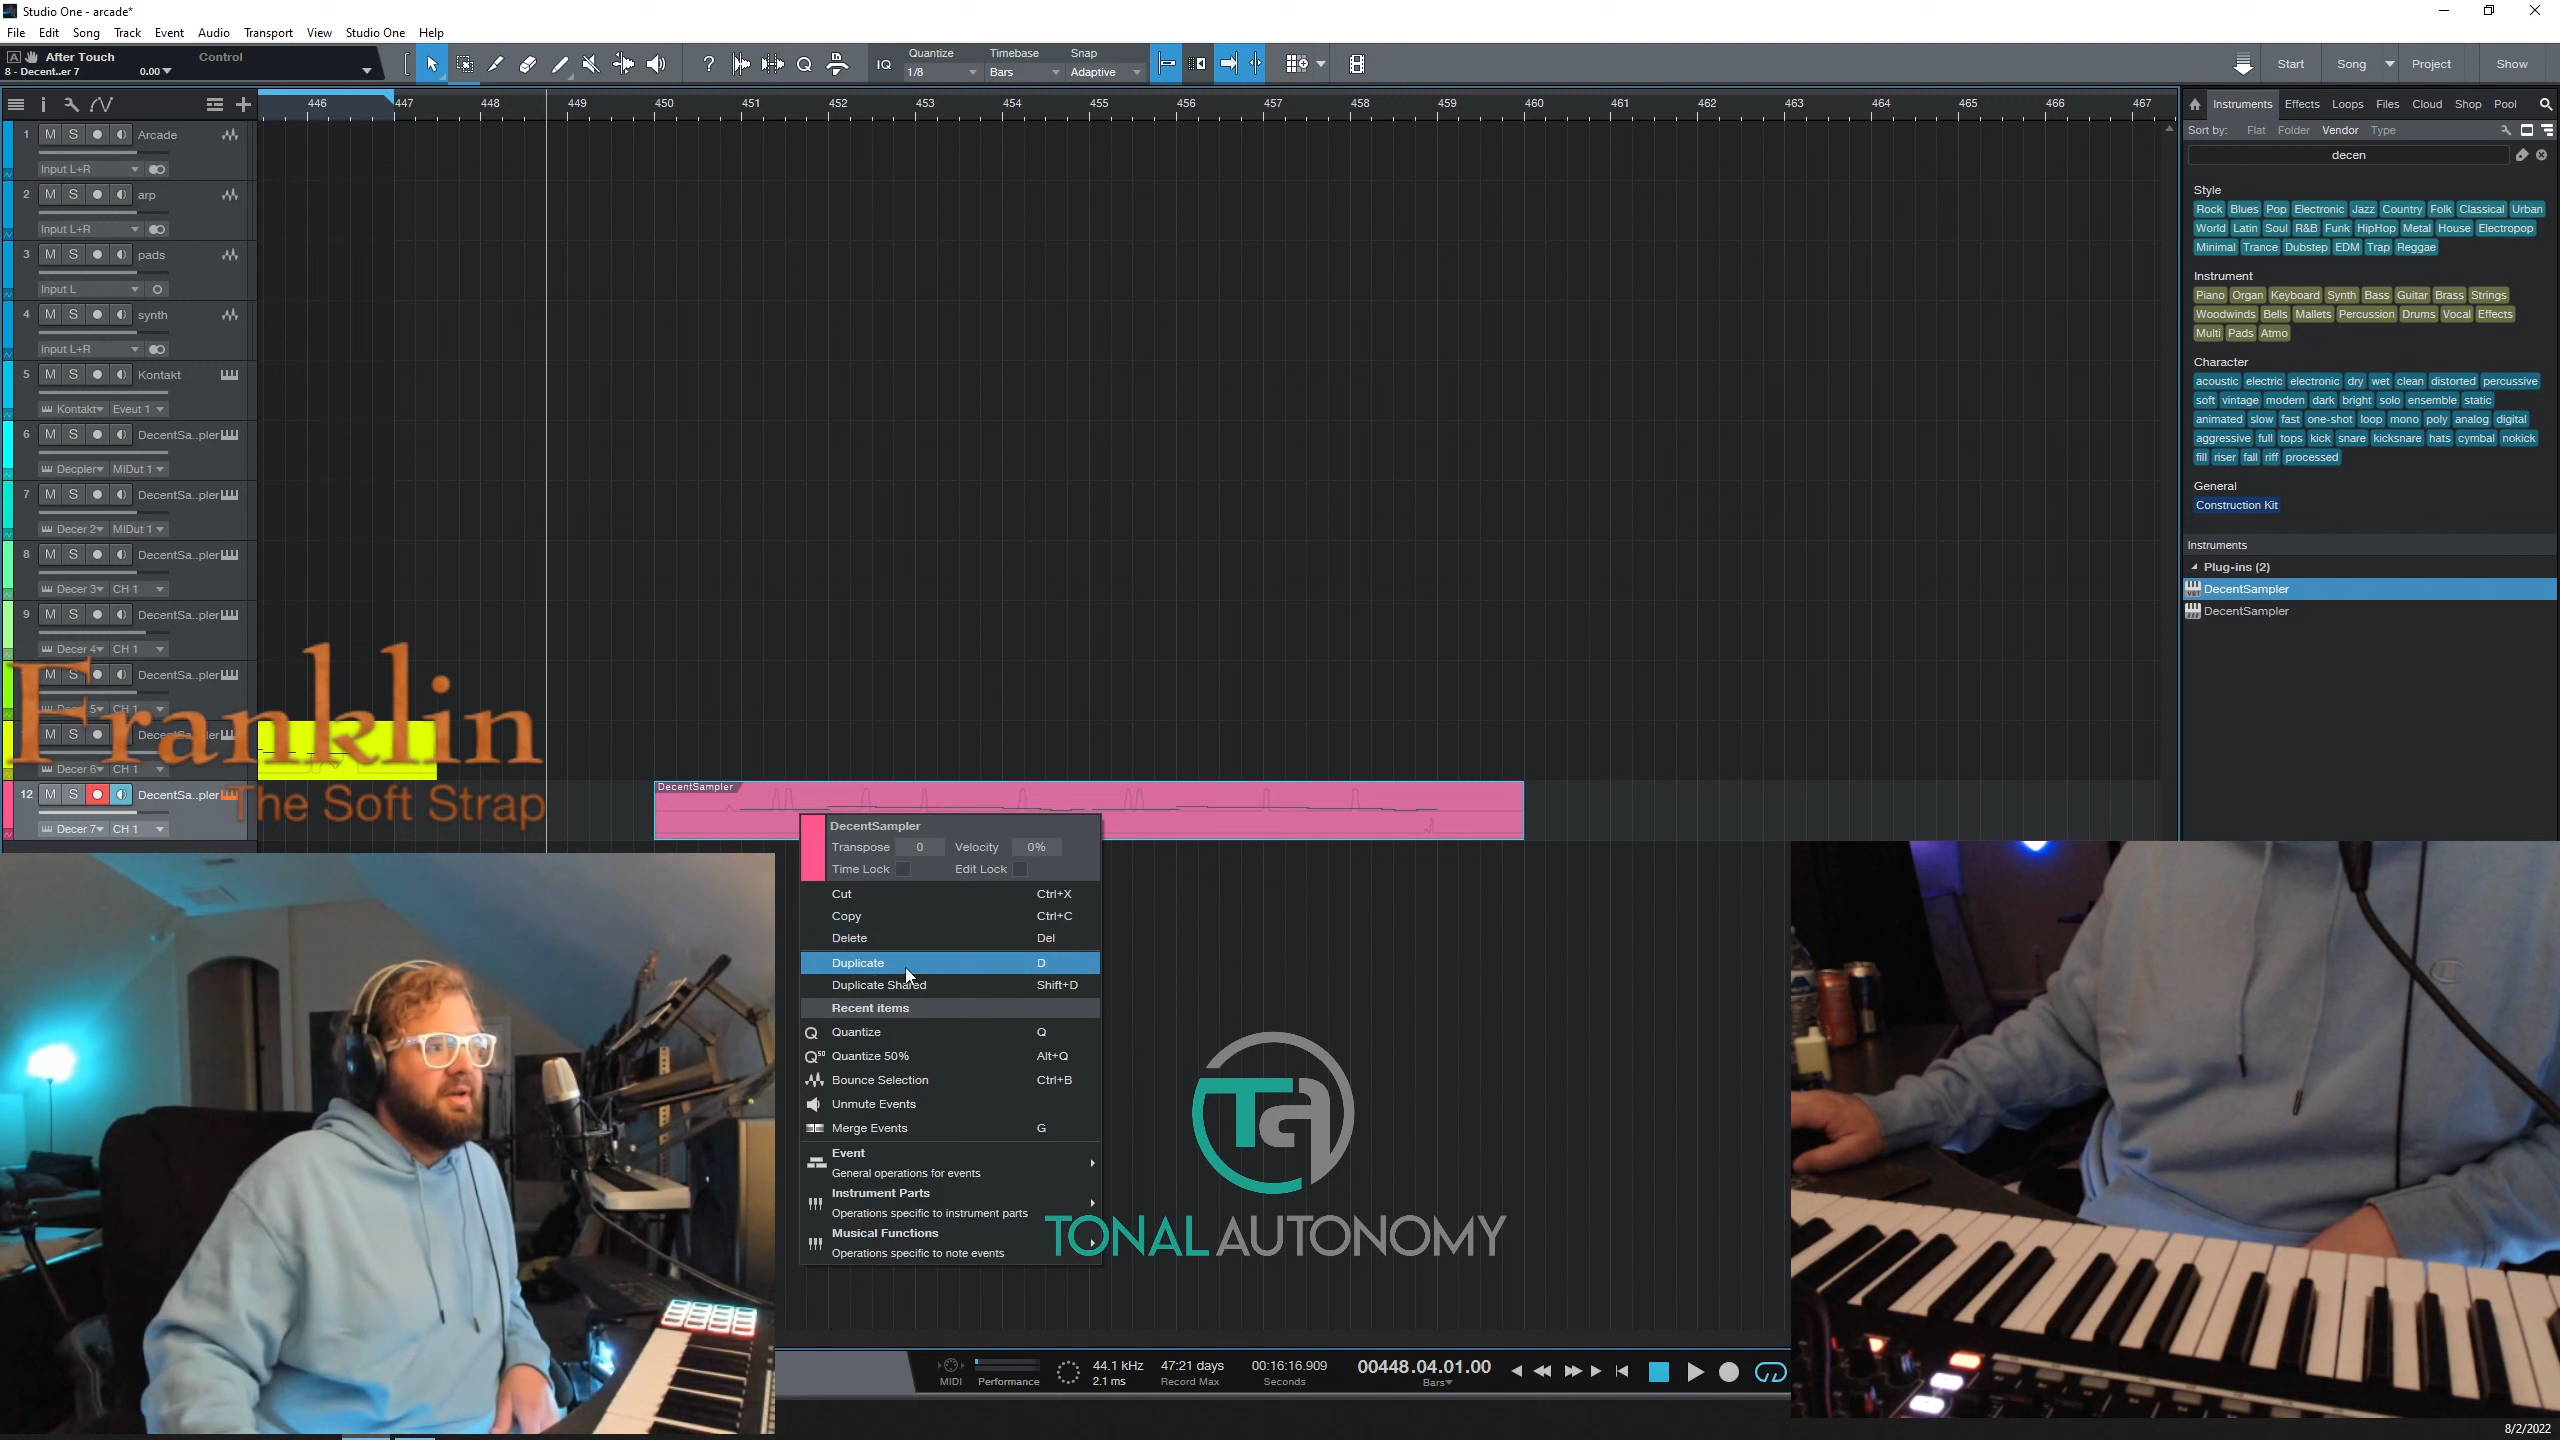 Studio One - arcade*
File Edit Song Track Event Audio Transport View Studio One Help
After Touch Control
8 - Decent..er 7 0.00
Quantize Timebase Snap
IQ 1/8 Bars Adaptive
Start Song Project Show
446 447 448 449 450 451 452 453 454 455 456 457 458 459 460 461 462 463 464 465 466 467
1 M S Arcade
Input L+R
2 M S arp
Input L+R
3 M S pads
Input L
4 M S synth
Input L+R
5 M S Kontakt
Kontakt Eveut 1
6 M S DecentSa..pler
Decpler MIDut 1
7 M S DecentSa..pler
Decer 2 MIDut 1
8 M S DecentSa..pler
Decer 3 CH 1
9 M S DecentSa..pler
Decer 4 CH 1
M S DecentSa..pler
5 CH 1
M S DecentSa..pler
Decer 6 CH 1
12 M S DecentSa..pler
Decer 7 CH 1
Franklin
The Soft Strap
DecentSampler
DecentSampler
Transpose 0 Velocity 0%
Time Lock Edit Lock
Cut Ctrl+X
Copy Ctrl+C
Delete Del
Duplicate D
Duplicate Shared Shift+D
Recent items
Q Quantize Q
Q50 Quantize 50% Alt+Q
Bounce Selection Ctrl+B
Unmute Events
Merge Events G
Event
General operations for events
Instrument Parts
Operations specific to instrument parts
Musical Functions
Operations specific to note events
Ta
TONAL AUTONOMY
MIDI Performance
44.1 kHz
2.1 ms
47:21 days
Record Max
00:16:16.909
Seconds
00448.04.01.00
Bars
Instruments Effects Loops Files Cloud Shop Pool
Sort by: Flat Folder Vendor Type
decen
Style
Rock Blues Pop Electronic Jazz Country Folk Classical Urban
World Latin Soul R&B Funk HipHop Metal House Electropop
Minimal Trance Dubstep EDM Trap Reggae
Instrument
Piano Organ Keyboard Synth Bass Guitar Brass Strings
Woodwinds Bells Mallets Percussion Drums Vocal Effects
Multi Pads Atmo
Character
acoustic electric electronic dry wet clean distorted percussive
soft vintage modern dark bright solo ensemble static
animated slow fast one-shot loop mono poly analog digital
aggressive full tops kick snare kicksnare hats cymbal nokick
fill riser fall riff processed
General
Construction Kit
Instruments
Plug-ins (2)
DecentSampler
DecentSampler
8/2/2022